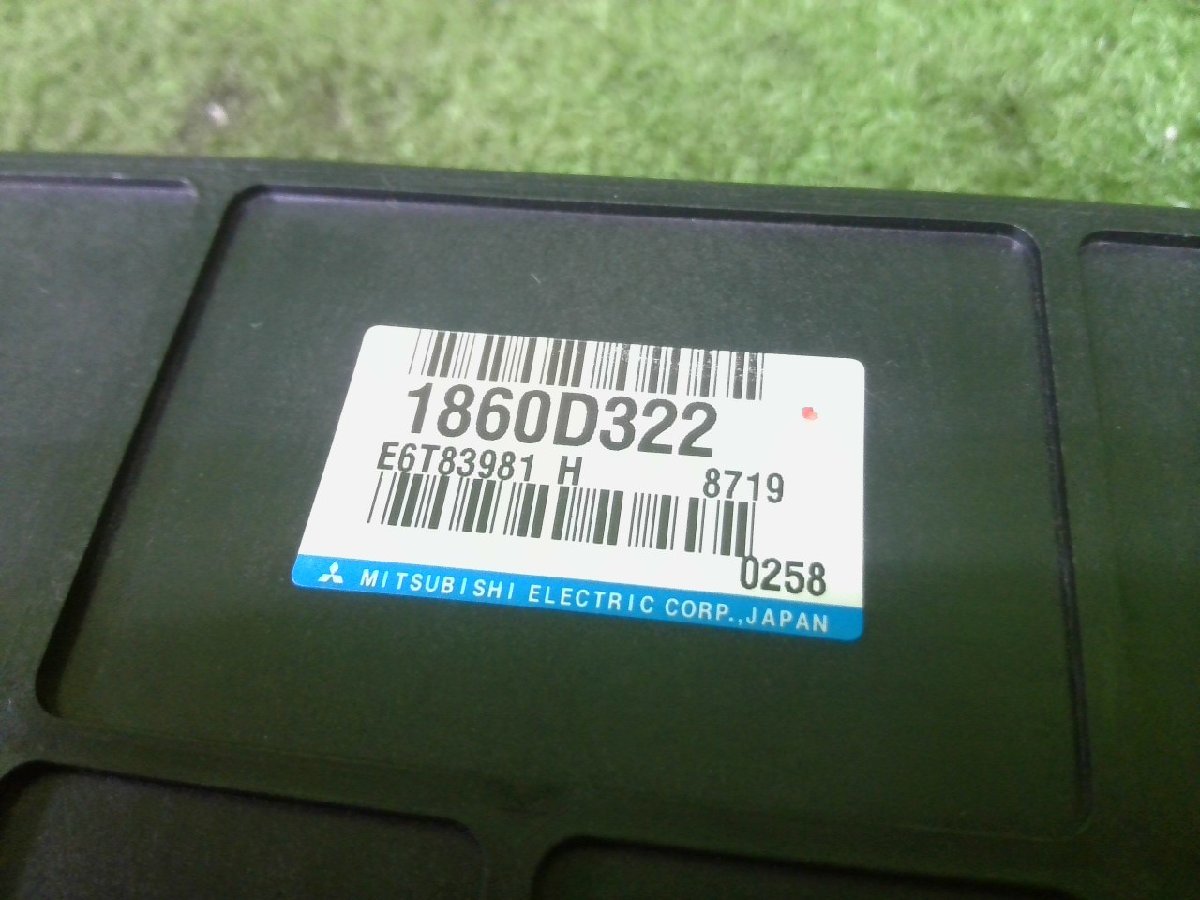 1860D322
E6T83981 H 8719
0258
MITSUBISHI ELECTRIC CORP.,JAPAN